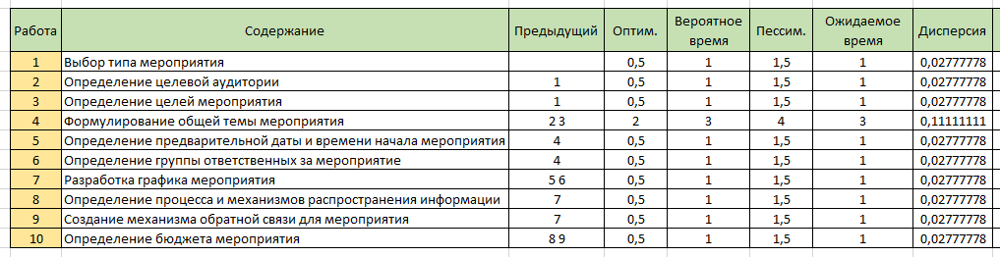 Работа Содержание Предыдущий Оптим. Вероятное время Пессим. Ожидаемое время Дисперсия
1 Выбор типа мероприятия 0,5 1 1,5 1 0,02777778
2 Определение целевой аудитории 1 0,5 1 1,5 1 0,02777778
3 Определение целей мероприятия 1 0,5 1 1,5 1 0,02777778
4 Формулирование общей темы мероприятия 2 3 2 3 4 3 0,11111111
5 Определение предварительной даты и времени начала мероприятия 4 0,5 1 1,5 1 0,02777778
6 Определение группы ответственных за мероприятие 4 0,5 1 1,5 1 0,02777778
7 Разработка графика мероприятия 5 6 0,5 1 1,5 1 0,02777778
8 Определение процесса и механизмов распространения информации 7 0,5 1 1,5 1 0,02777778
9 Создание механизма обратной связи для мероприятия 7 0,5 1 1,5 1 0,02777778
10 Определение бюджета мероприятия 8 9 0,5 1 1,5 1 0,02777778